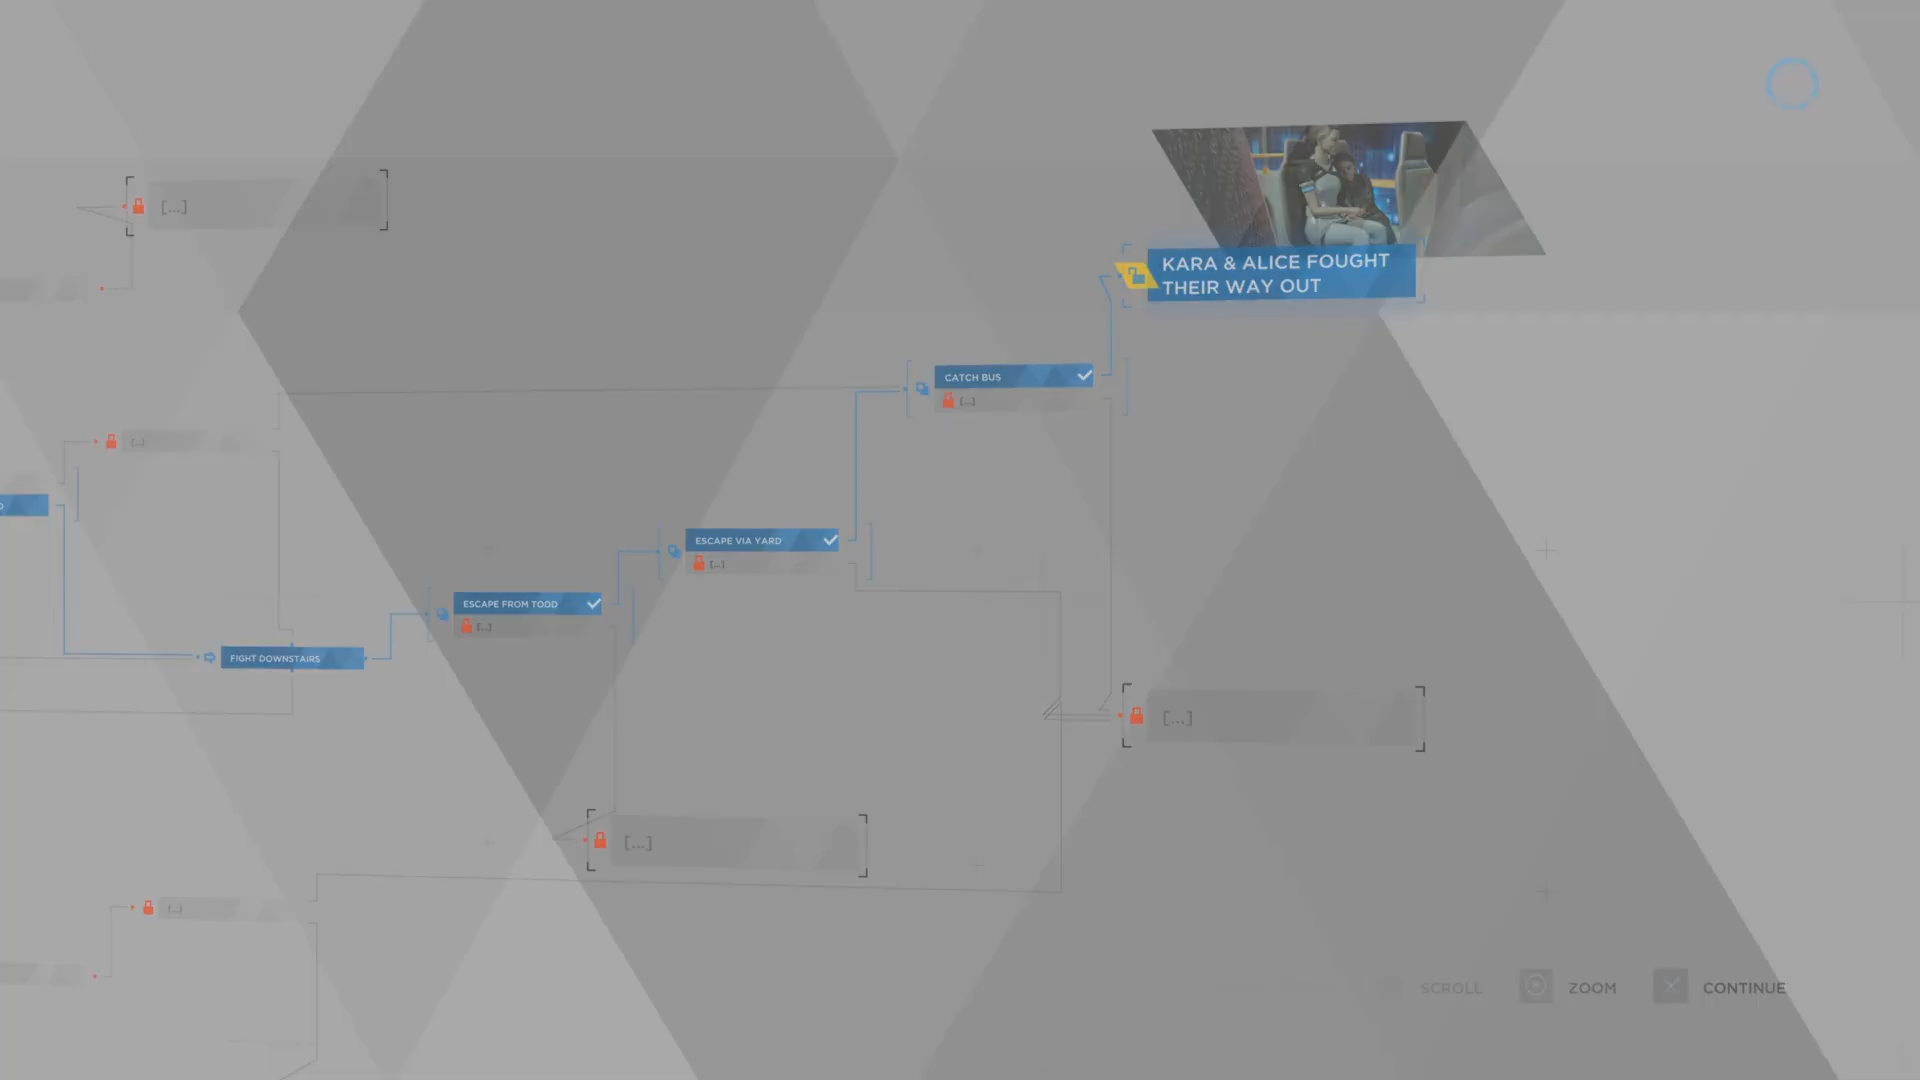 [...]
KARA & ALICE FOUGHT
THEIR WAY OUT
CATCH BUS
[...]
[...]
ESCAPE VIA YARD
[...]
ESCAPE FROM TODD
[...]
FIGHT DOWNSTAIRS
[...]
[...]
[...]
SCROLL
ZOOM
CONTINUE